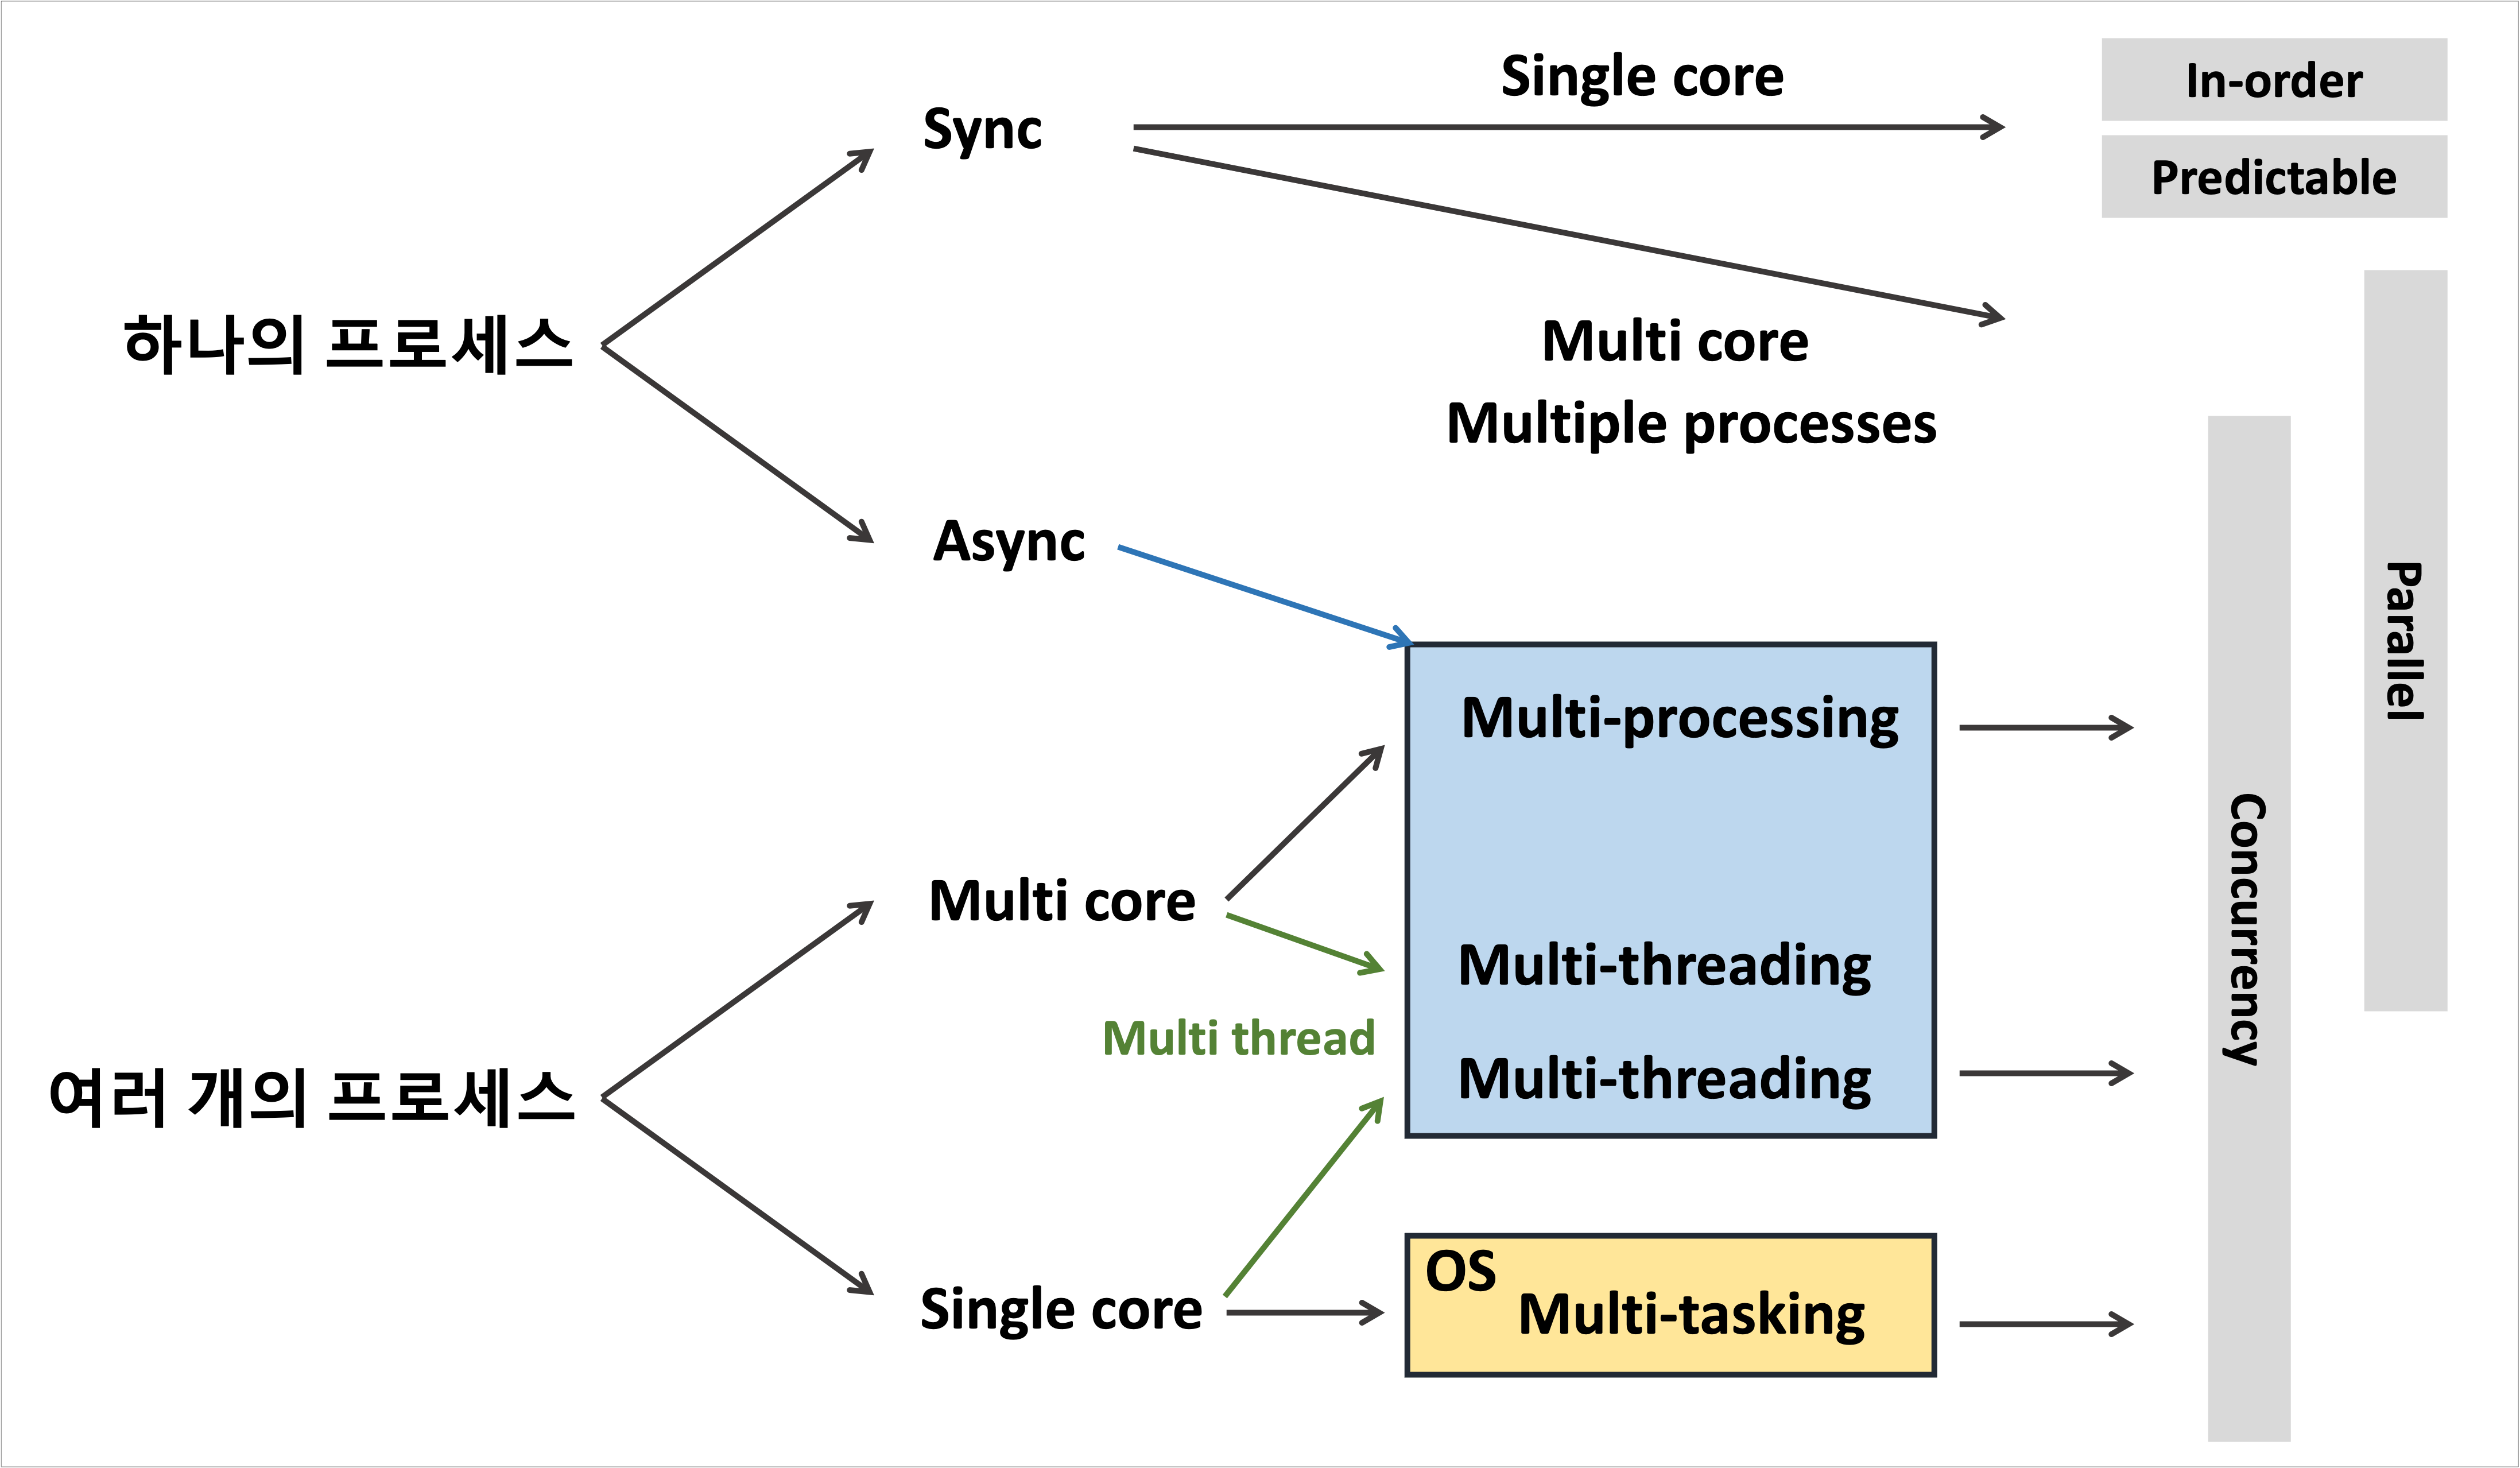 Single core
In-order
Sync
Predictable
하나의 프로세스
Multi core
Multiple processes
Async
Parallel
Multi-processing
Concurrency
Multi core
Multi-threading
Multi thread
Multi-threading
여러 개의 프로세스
OS
Single core
Multi-tasking